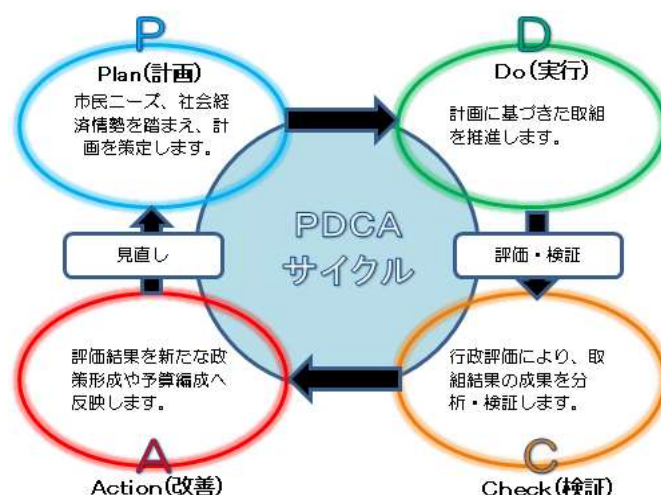 P
Plan(計画)
市民ニーズ、社会経
済情勢を踏まえ、計
画を策定します。
D
Do(実行)
計画に基づきた取組
を推進します。
PDCA
サイクル
見直し
評価・検証
評価結果を新たな政
策形成や予算編成へ
反映します。
A
Action(改善)
行政評価により、取
組結果の成果を分
析・検証します。
C
Check(検証)